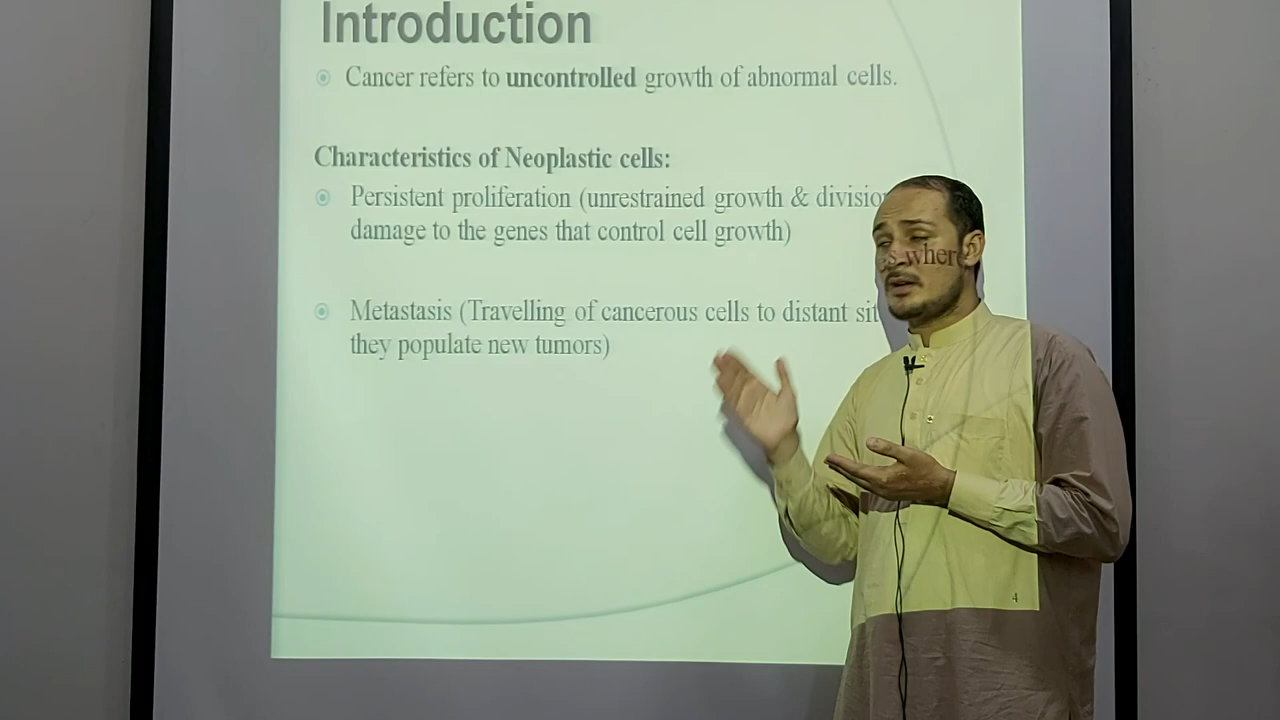 Introduction
Cancer refers to uncontrolled growth of abnormal cells.
Characteristics of Neoplastic cells:
Persistent proliferation (unrestrained growth & divisio
damage to the genes that control cell growth)
Metastasis (Travelling of cancerous cells to distant sit
s where
they populate new tumors)
4